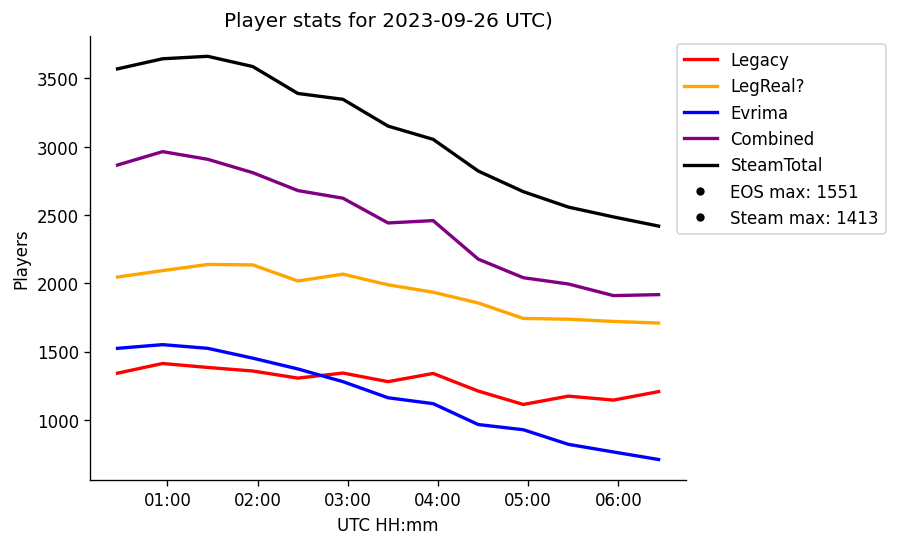 Player stats for 2023-09-26 UTC)
Legacy
LegReal?
Evrima
Combined
SteamTotal
EOS max: 1551
Steam max: 1413
Players
3500
3000
2500
2000
1500
1000
01:00 02:00 03:00 04:00 05:00 06:00
UTC HH:mm